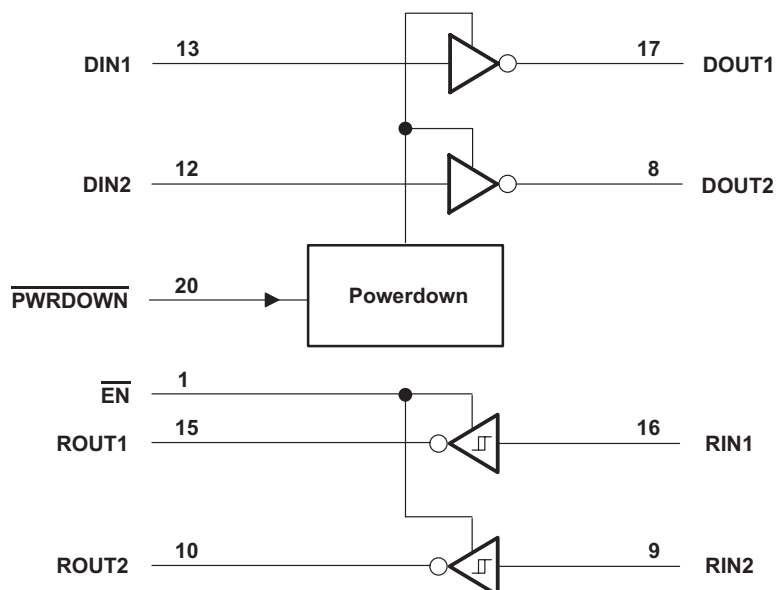 DIN1 13 17 DOUT1
DIN2 12 8 DOUT2
PWRDOWN 20 Powerdown
EN 1
ROUT1 15 16 RIN1
ROUT2 10 9 RIN2